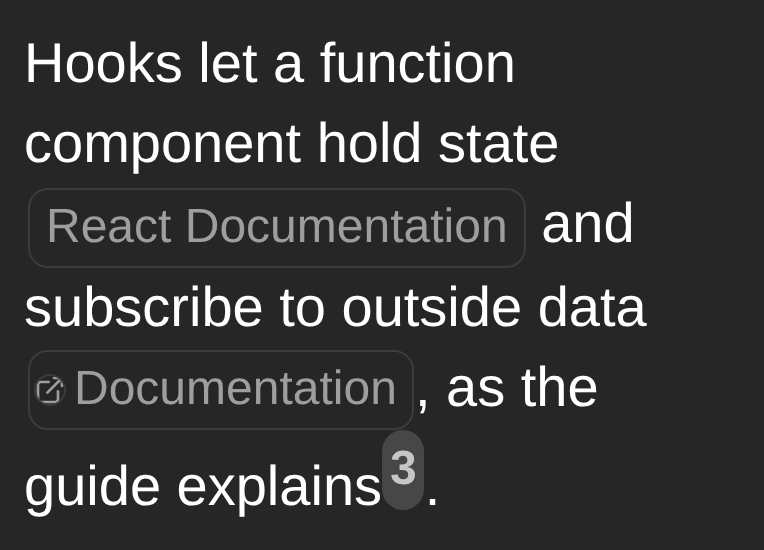 Hooks let a function
component hold state
React Documentation and
subscribe to outside data
Documentation, as the
guide explains3.